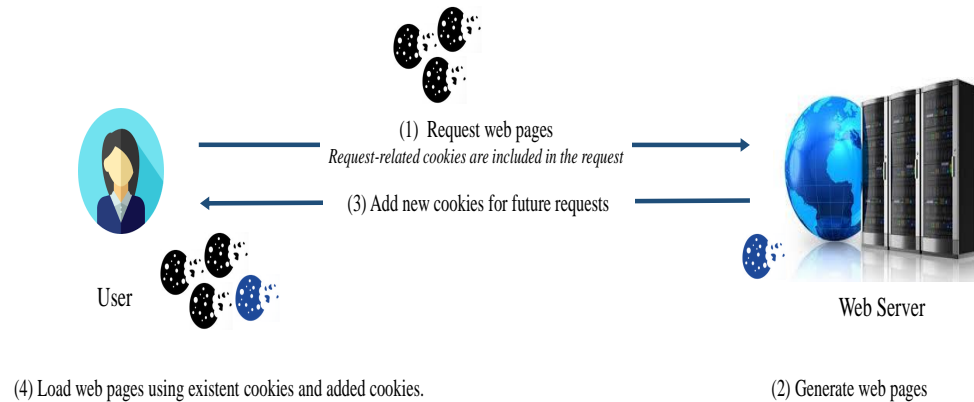 (1) Request web pages
Request-related cookies are included in the request
(3) Add new cookies for future requests
User
Web Server
(4) Load web pages using existent cookies and added cookies.
(2) Generate web pages